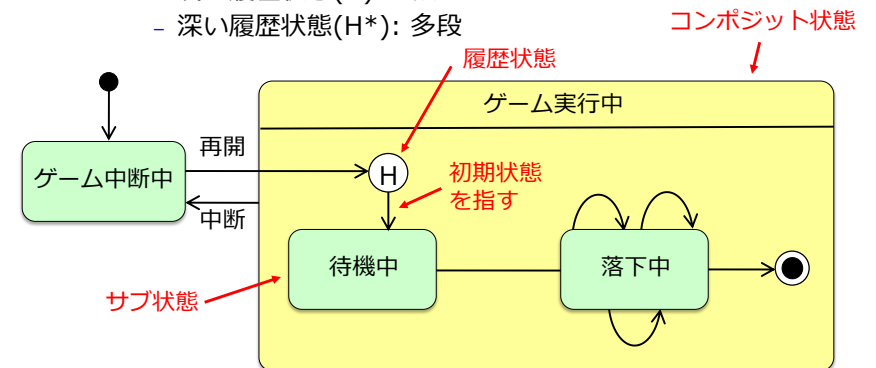 – 深い履歴状態(H*): 多段
コンポジット状態
履歴状態
ゲーム実行中
再開
ゲーム中断中
H
初期状態
を指す
中断
待機中
落下中
サブ状態